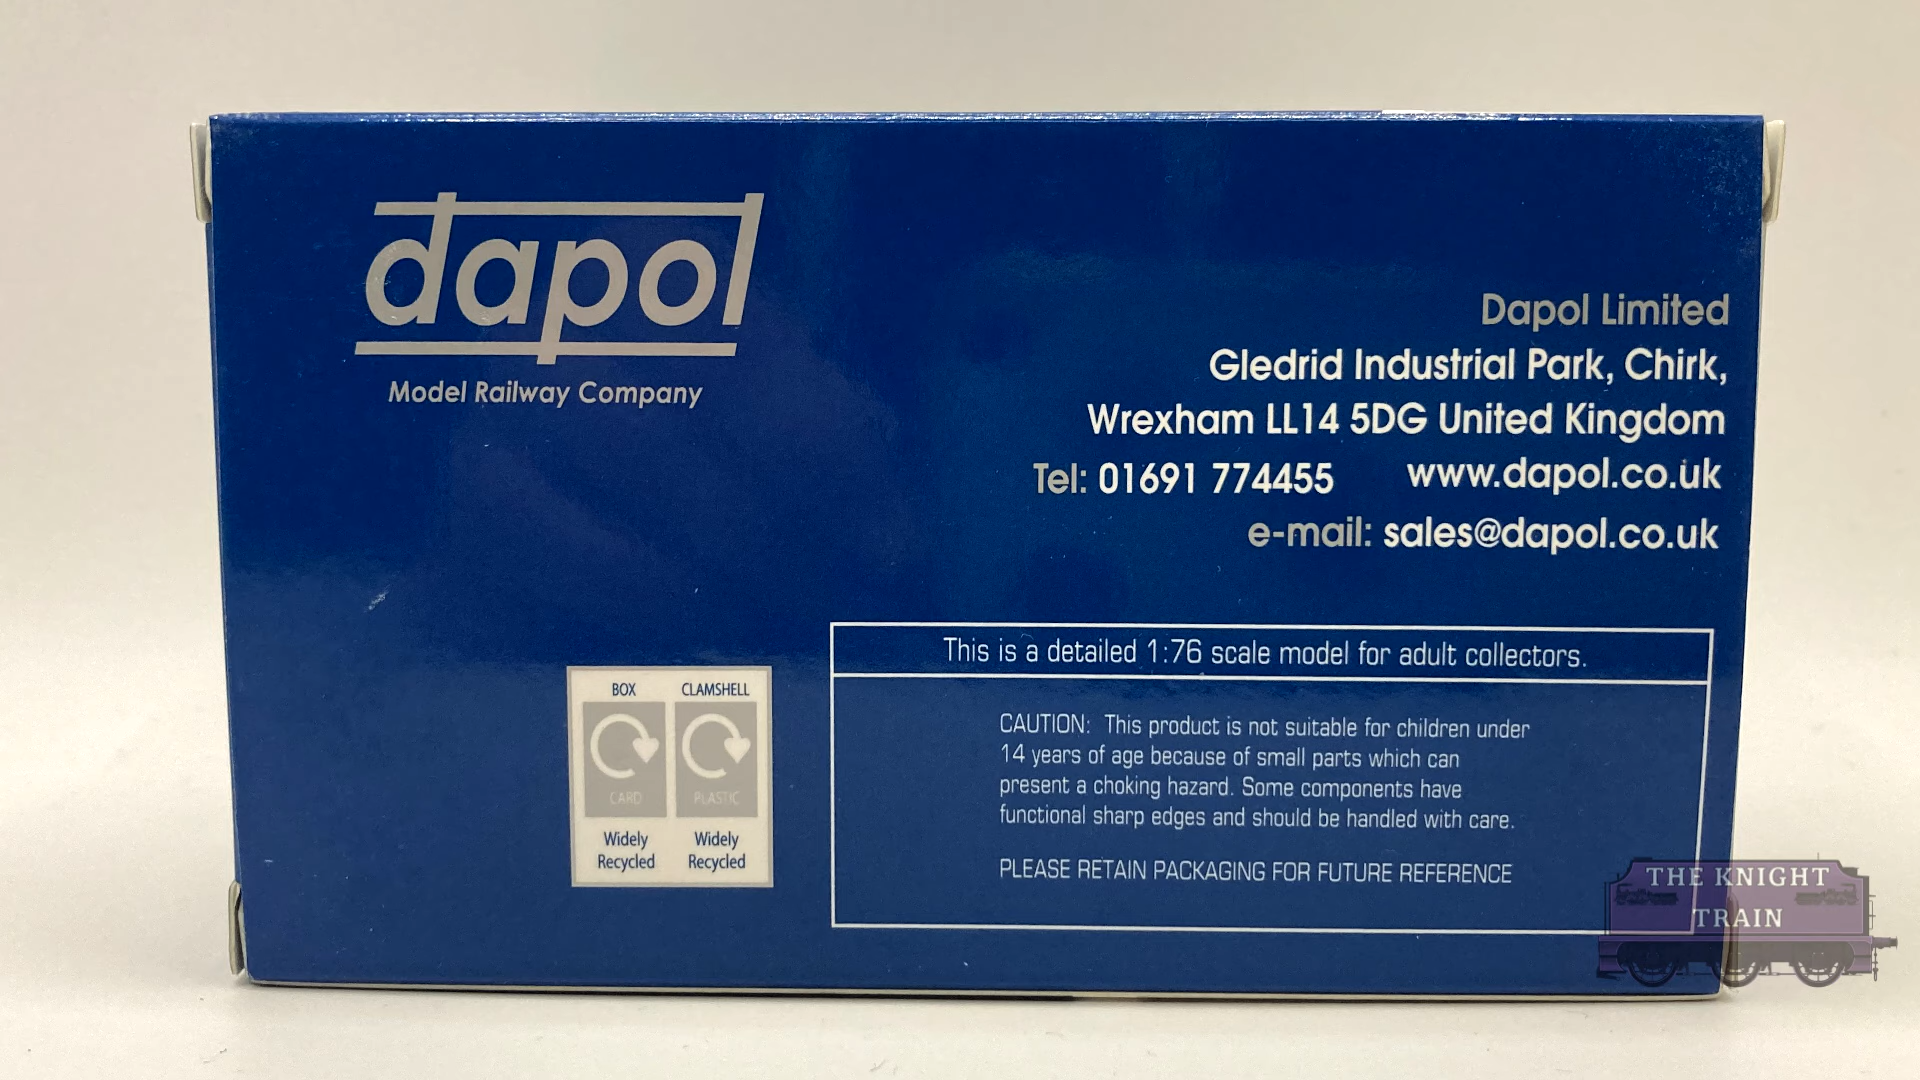 dapol
Model Railway Company
Dapol Limited
Gledrid Industrial Park, Chirk,
Wrexham LL14 5DG United Kingdom
Tel: 01691 774455 www.dapol.co.uk
e-mail: sales@dapol.co.uk
This is a detailed 1:76 scale model for adult collectors.
CAUTION: This product is not suitable for children under
14 years of age because of small parts which can
present a choking hazard. Some components have
functional sharp edges and should be handled with care.
PLEASE RETAIN PACKAGING FOR FUTURE REFERENCE
BOX CLAMSHELL
CARD PLASTIC
Widely Widely
Recycled Recycled
THE KNIGHT
TRAIN